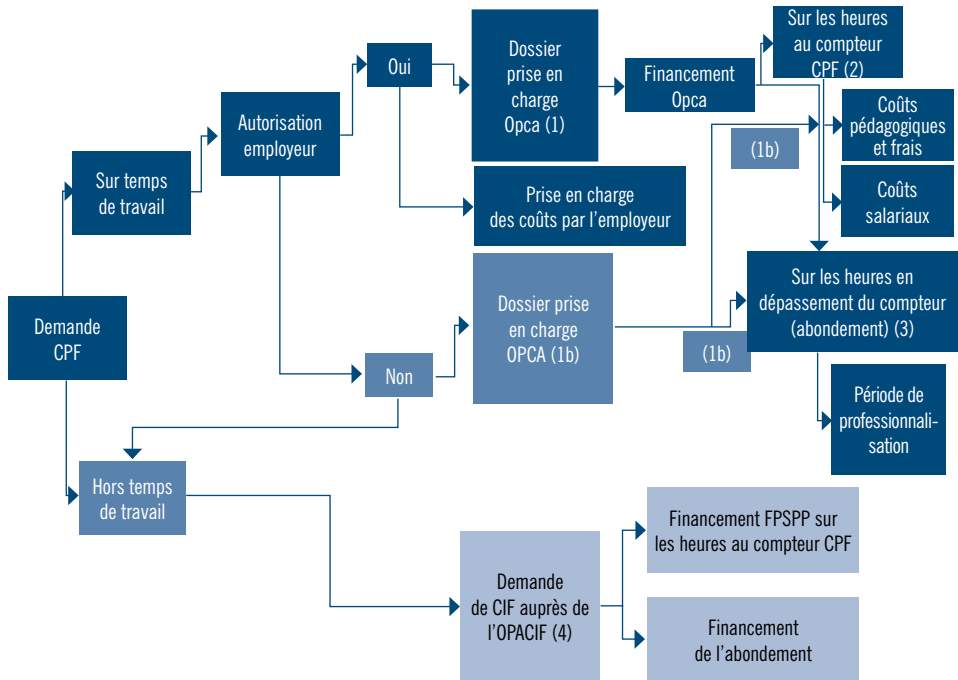 Demande
CPF
Sur temps
de travail
Autorisation
employeur
Oui
Dossier
prise en
charge
Opca (1)
Financement
Opca
Sur les heures
au compteur
CPF (2)
Coûts
pédagogiques
et frais
(1b)
Coûts
salariaux
Prise en charge
des coûts par l’employeur
Sur les heures en
dépassement du compteur
(abondement) (3)
Dossier prise
en charge
OPCA (1b)
(1b)
Non
Période de
professionnali-
sation
Hors temps
de travail
Demande
de CIF auprès de
l’OPACIF (4)
Financement FPSPP sur
les heures au compteur CPF
Financement
de l’abondement